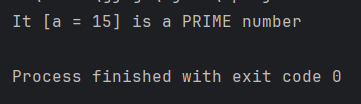 It [a = 15] is a PRIME number
Process finished with exit code 0